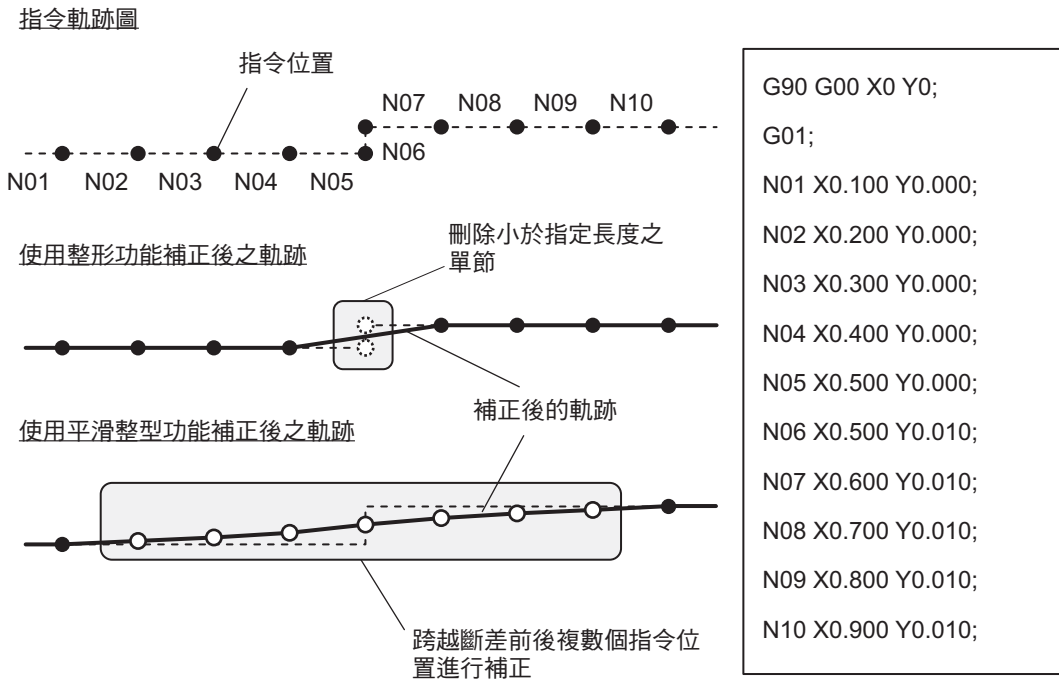 指令軌跡圖
指令位置
N07 N08 N09 N10
N06
N01 N02 N03 N04 N05
使用整形功能補正後之軌跡
刪除小於指定長度之
單節
補正後的軌跡
使用平滑整型功能補正後之軌跡
跨越斷差前後複數個指令位
置進行補正
G90 G00 X0 Y0;
G01;
N01 X0.100 Y0.000;
N02 X0.200 Y0.000;
N03 X0.300 Y0.000;
N04 X0.400 Y0.000;
N05 X0.500 Y0.000;
N06 X0.500 Y0.010;
N07 X0.600 Y0.010;
N08 X0.700 Y0.010;
N09 X0.800 Y0.010;
N10 X0.900 Y0.010;